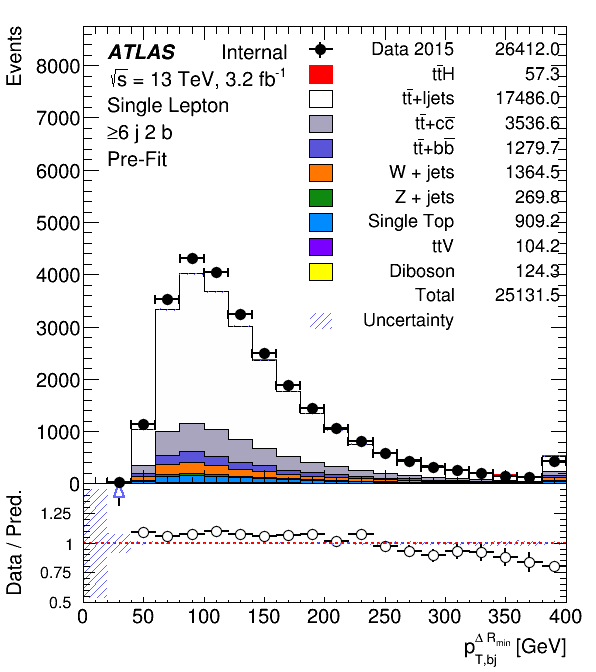 Events
8000
7000
6000
5000
4000
3000
2000
1000
0
ATLAS Internal
√s = 13 TeV, 3.2 fb⁻¹
Single Lepton
≥6 j 2 b
Pre-Fit
Data 2015 26412.0
tt̄H 57.3
tt̄+ljets 17486.0
tt̄+cc̄ 3536.6
tt̄+bb̄ 1279.7
W + jets 1364.5
Z + jets 269.8
Single Top 909.2
ttV 104.2
Diboson 124.3
Total 25131.5
Uncertainty
Data / Pred.
1.25
1
0.75
0.5
0 50 100 150 200 250 300 350 400
p_{T,bj}^{Δ R_{min}} [GeV]